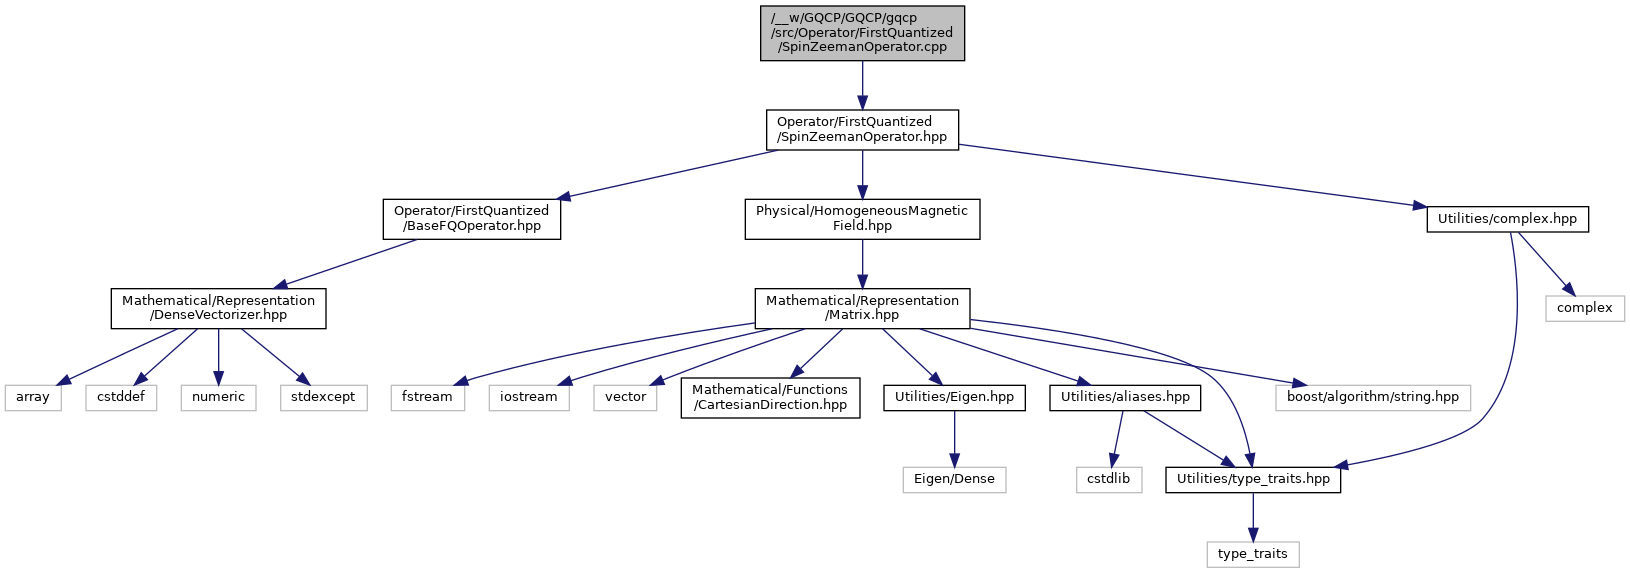 /__w/GQCP/GQCP/gqcp
/src/Operator/FirstQuantized
/SpinZeemanOperator.cpp
Operator/FirstQuantized
/SpinZeemanOperator.hpp
Operator/FirstQuantized
/BaseFQOperator.hpp
Physical/HomogeneousMagnetic
Field.hpp
Utilities/complex.hpp
Mathematical/Representation
/DenseVectorizer.hpp
Mathematical/Representation
/Matrix.hpp
complex
array
cstddef
numeric
stdexcept
fstream
iostream
vector
Mathematical/Functions
/CartesianDirection.hpp
Utilities/Eigen.hpp
Utilities/aliases.hpp
boost/algorithm/string.hpp
Eigen/Dense
cstdlib
Utilities/type_traits.hpp
type_traits